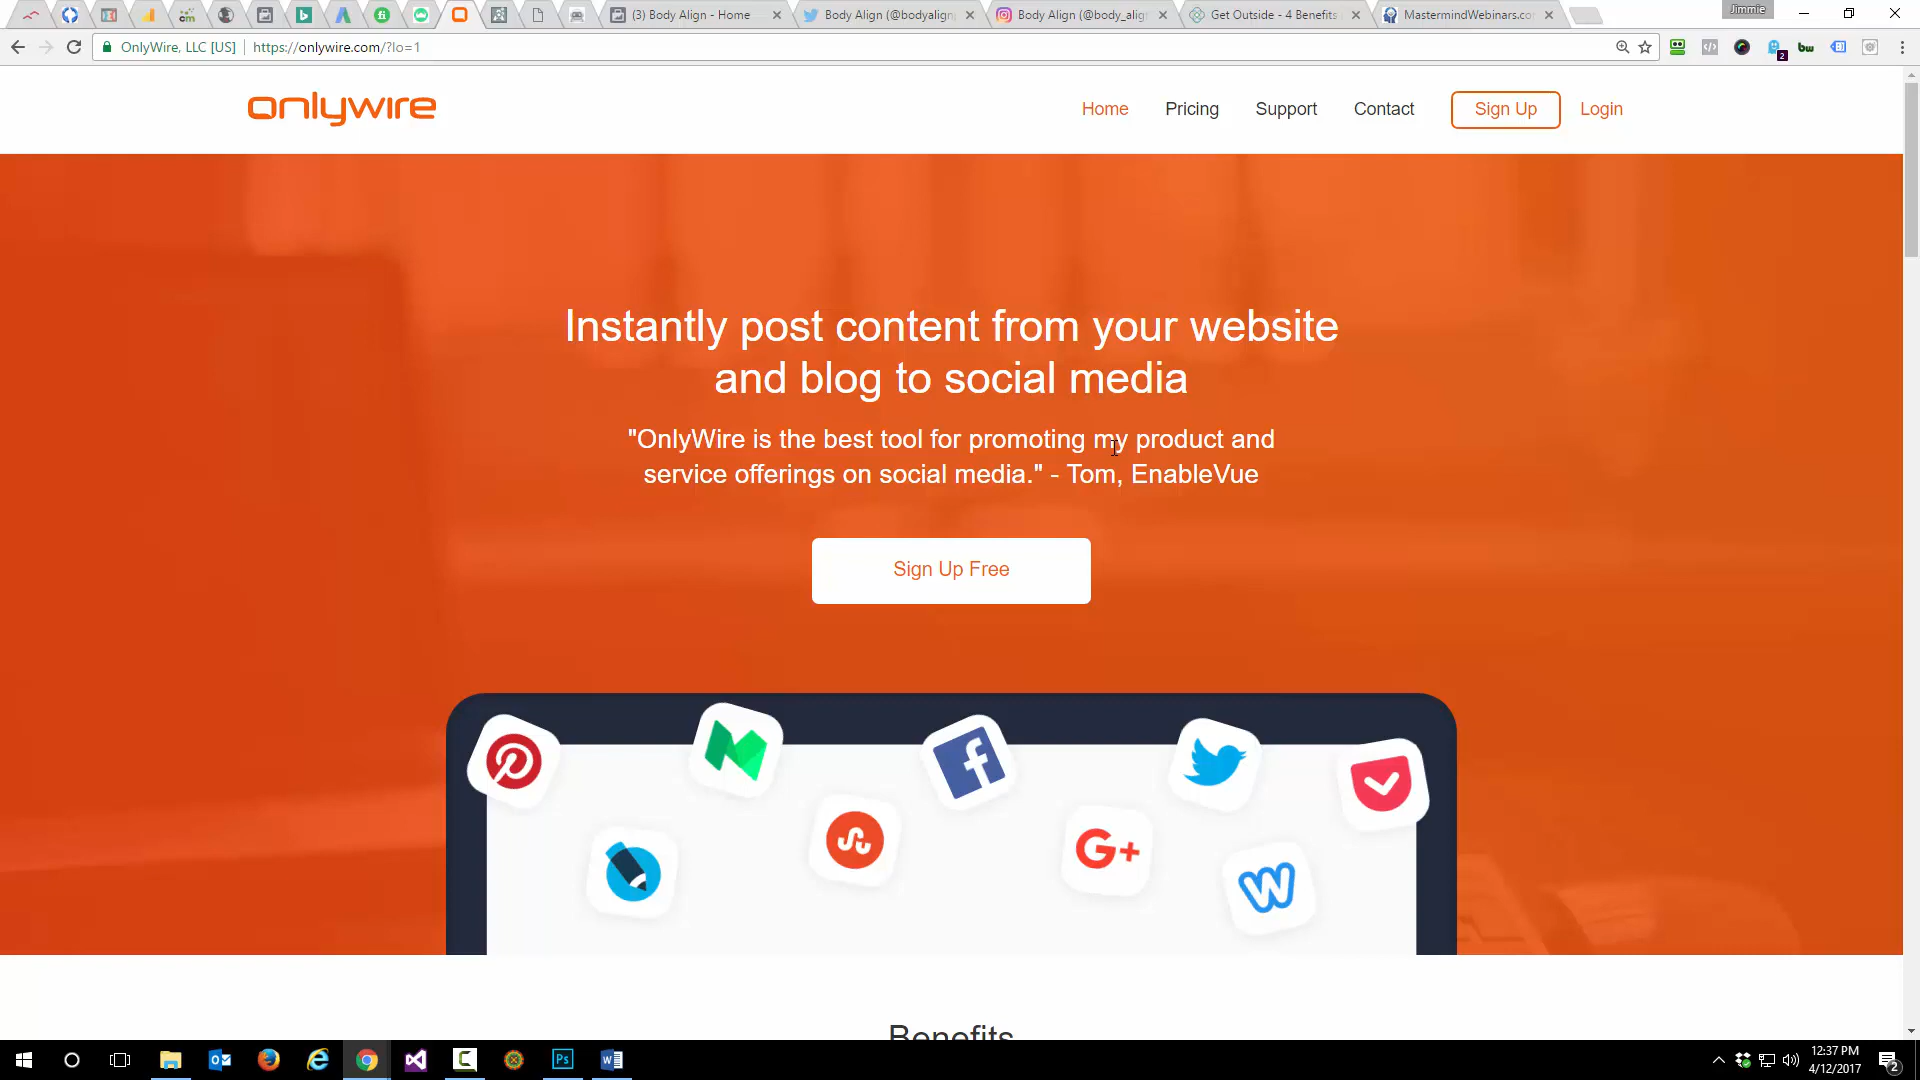 (3) Body Align - Home
Body Align (@bodyalign
Body Align (@body_alig
Get Outside - 4 Benefits
MastermindWebinars.co
Jimmie
OnlyWire, LLC [US]
https://onlywire.com/?lo=1
2
onlywire
Home
Pricing
Support
Contact
Sign Up
Login
Instantly post content from your website
and blog to social media
"OnlyWire is the best tool for promoting my product and
service offerings on social media." - Tom, EnableVue
Sign Up Free
G+
Benefits
Ps
12:37 PM
4/12/2017
2